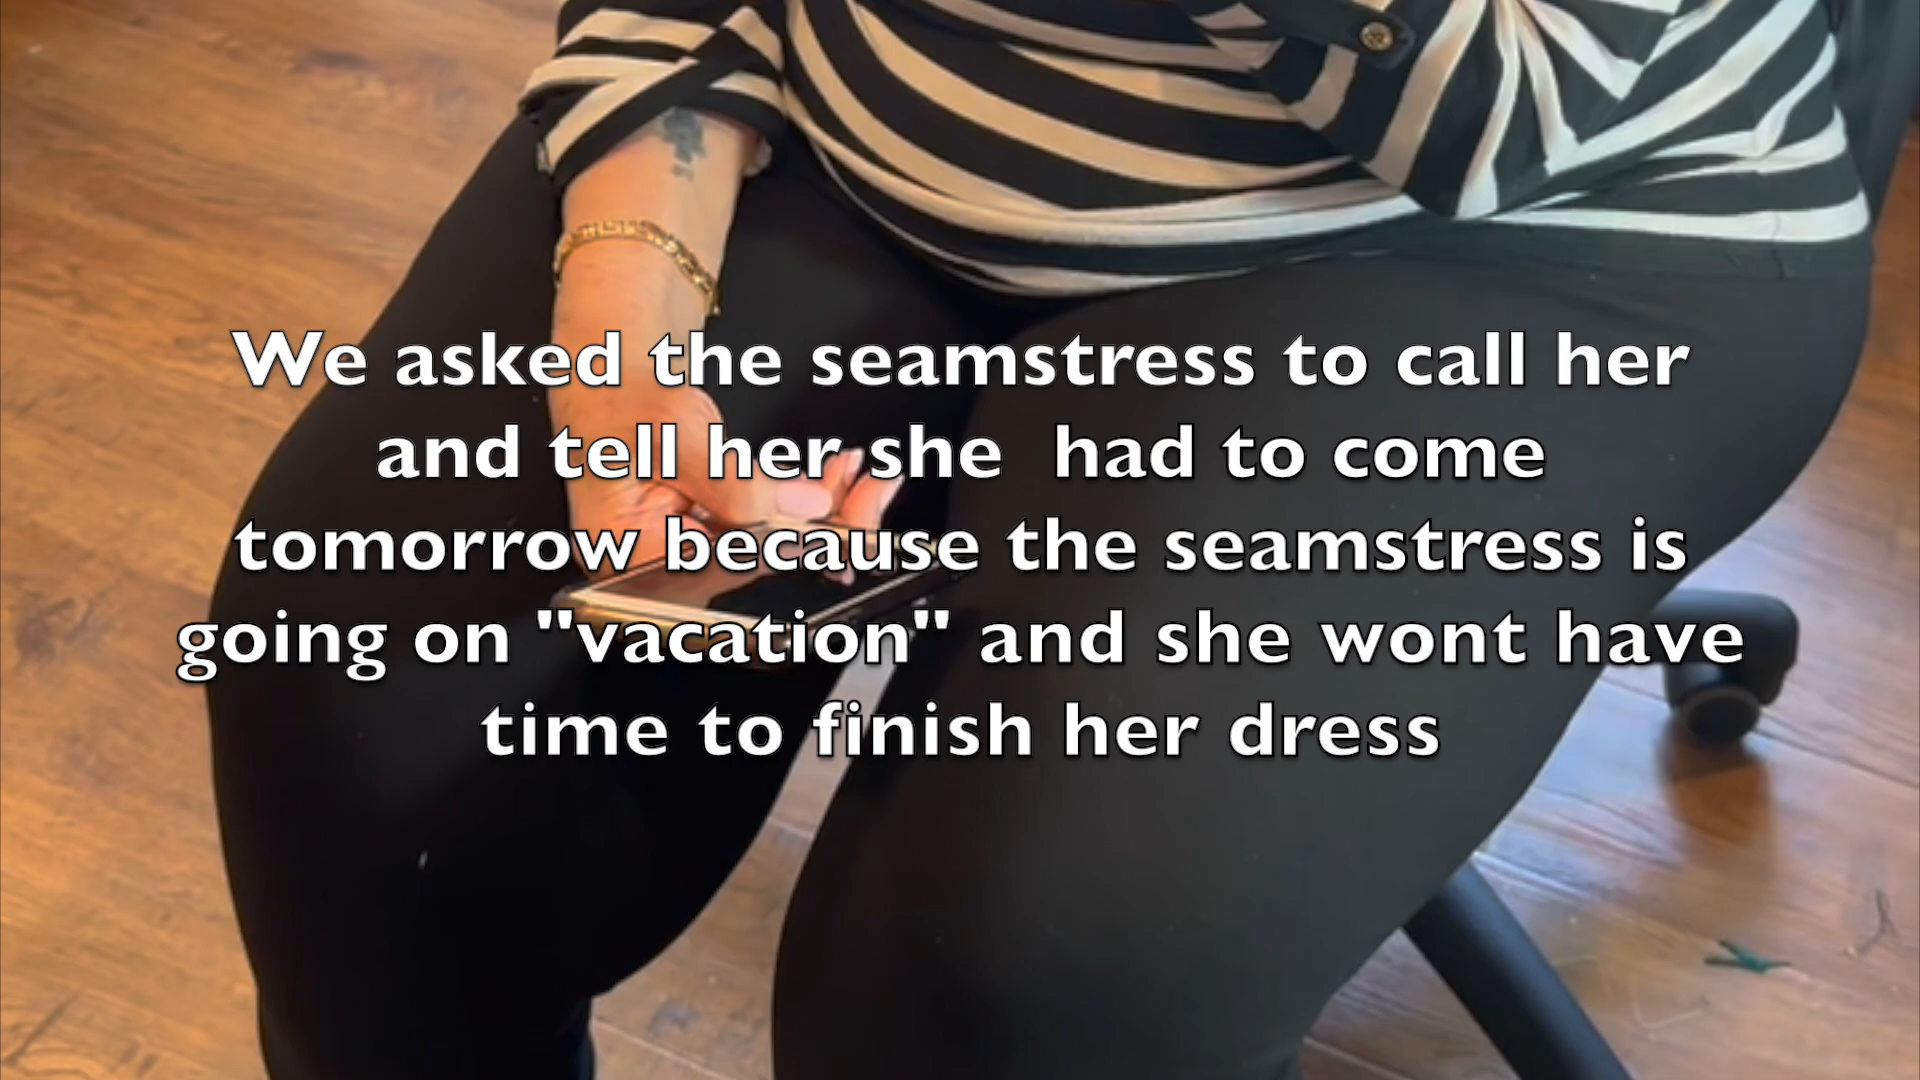 We asked the seamstress to call her
and tell her she  had to come
tomorrow because the seamstress is
going on "vacation" and she wont have
time to finish her dress